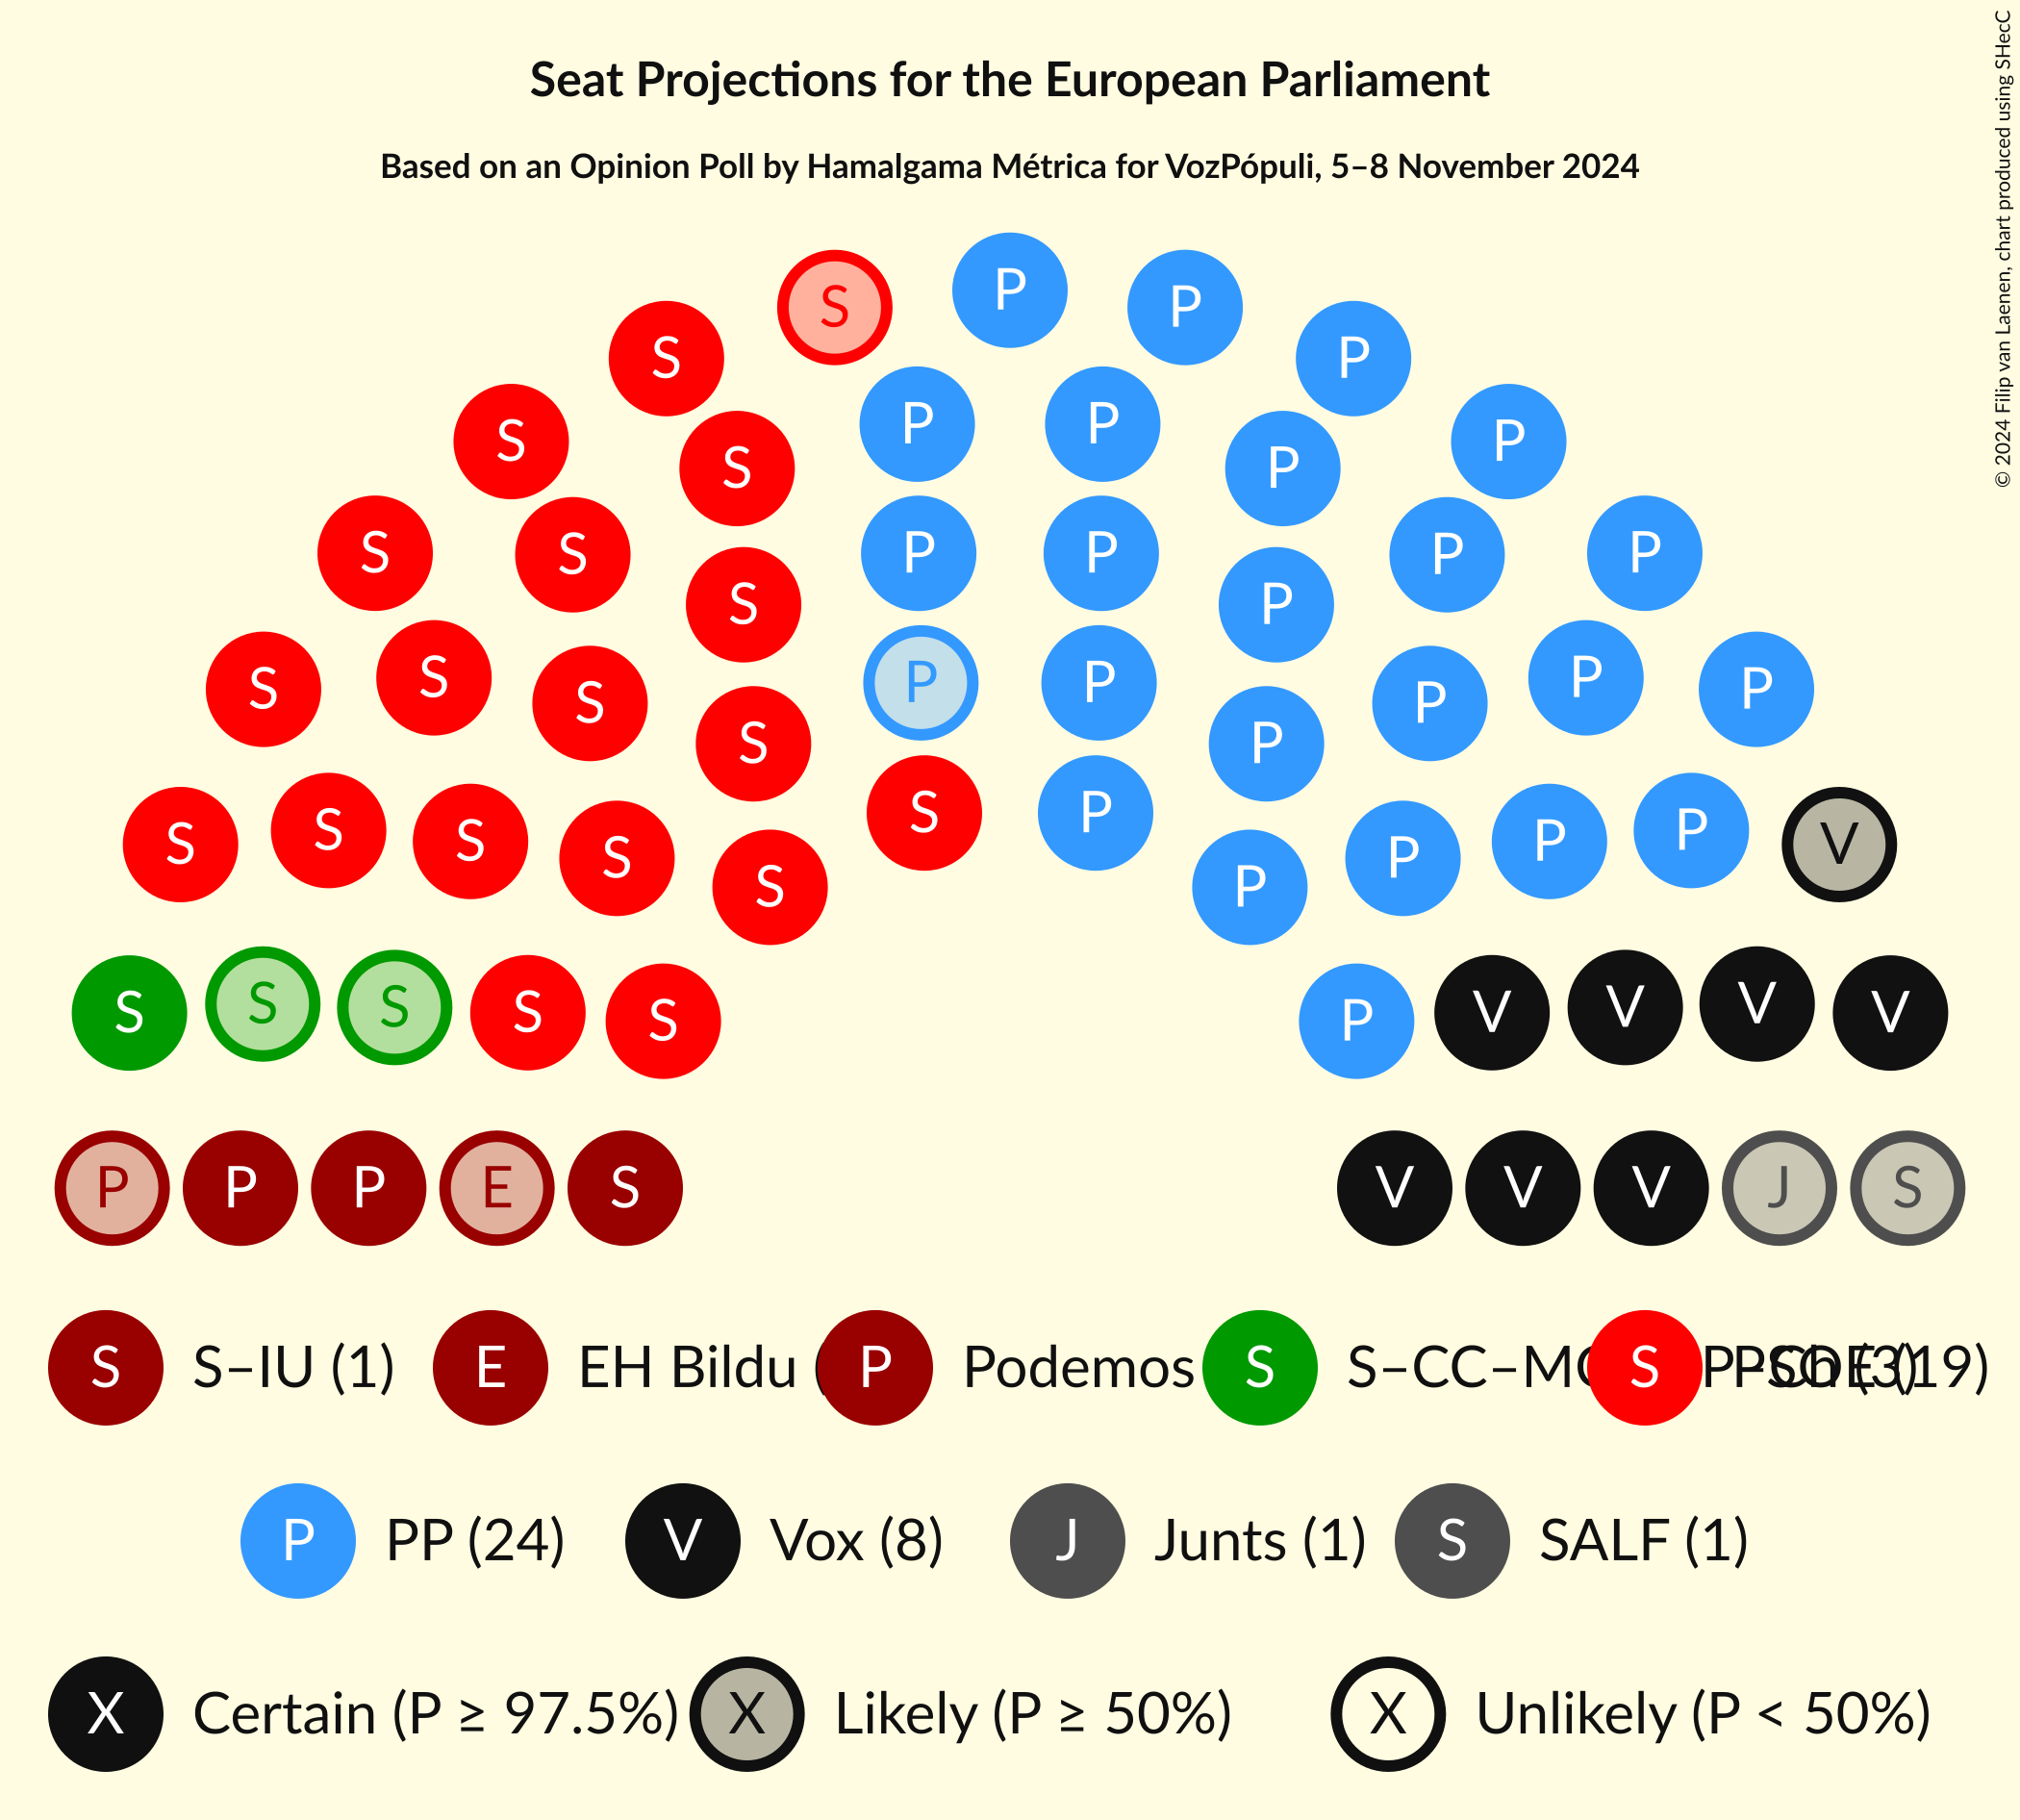 Seat Projections for the European Parliament
Based on an Opinion Poll by Hamalgama Métrica for VozPópuli, 5–8 November 2024
© 2024 Filip van Laenen, chart produced using SHecC
P
S P
S P
S P
P P
S P
S S
P P
S S P P
S P
S P
S P
S S P P
S P P P
S P
S S P P
S S P P V
S S P P
S S S S P V V V V
P P P E S V V V J S
S S–IU (1) E EH Bildu P Podemos S S–CC– S PSOE (19)
P PP (24) V Vox (8) J Junts (1) S SALF (1)
X Certain (P ≥ 97.5%) X Likely (P ≥ 50%) X Unlikely (P < 50%)